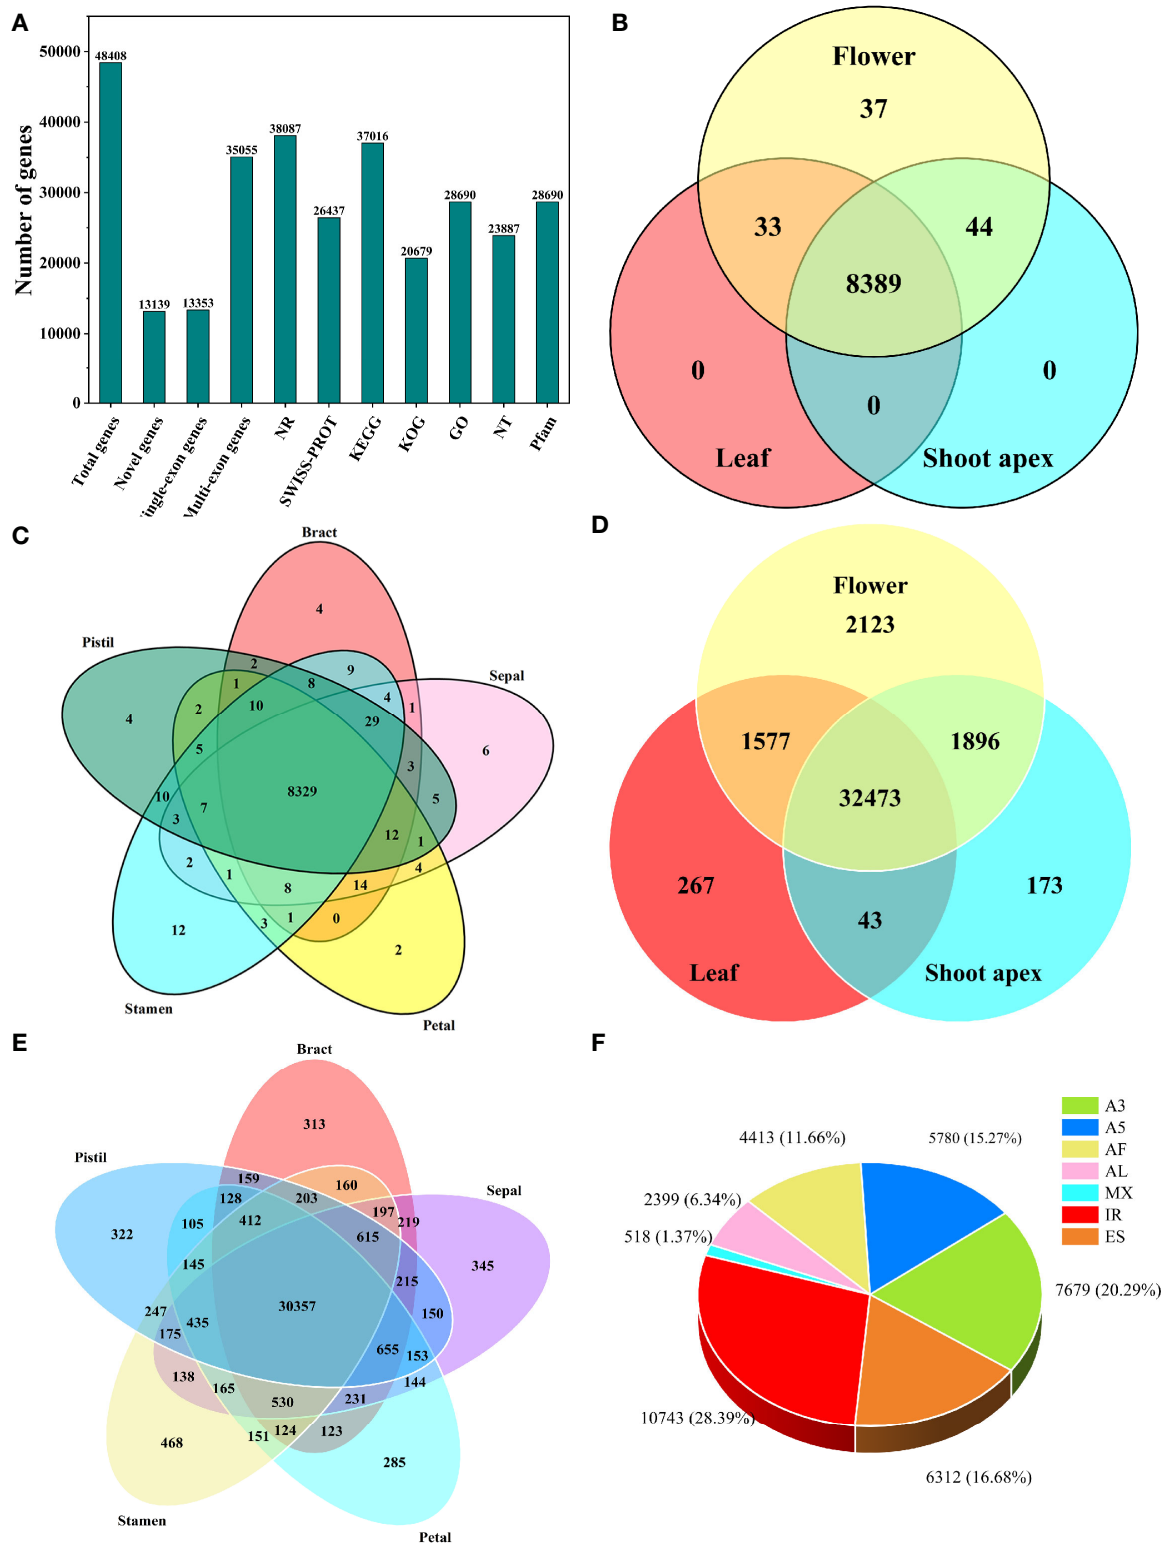 A
Number of genes
50000
40000
30000
20000
10000
0
48408
13139
13353
35055
38087
26437
37016
20679
28690
23887
28690
Total genes
Novel genes
ingle-exon genes
Multi-exon genes
NR
SWISS-PROT
KEGG
KOG
GO
NT
Pfam
B
Flower
37
33
44
8389
0
0
0
Leaf
Shoot apex
C
Bract
Pistil
Sepal
Stamen
Petal
4
2
9
1
8
4
1
2
10
29
4
6
5
3
8329
10
7
5
3
12
1
2
1
4
8
14
12
3
1
0
2
D
Flower
2123
1577
1896
32473
267
173
43
Leaf
Shoot apex
E
Bract
Pistil
Sepal
Stamen
Petal
313
159
160
128
203
197
219
105
412
615
322
345
145
215
30357
247
150
435
175
655
153
138
144
165
231
530
151
124
123
468
285
F
A3
A5
AF
AL
MX
IR
ES
4413 (11.66%)
5780 (15.27%)
2399 (6.34%)
518 (1.37%)
7679 (20.29%)
10743 (28.39%)
6312 (16.68%)